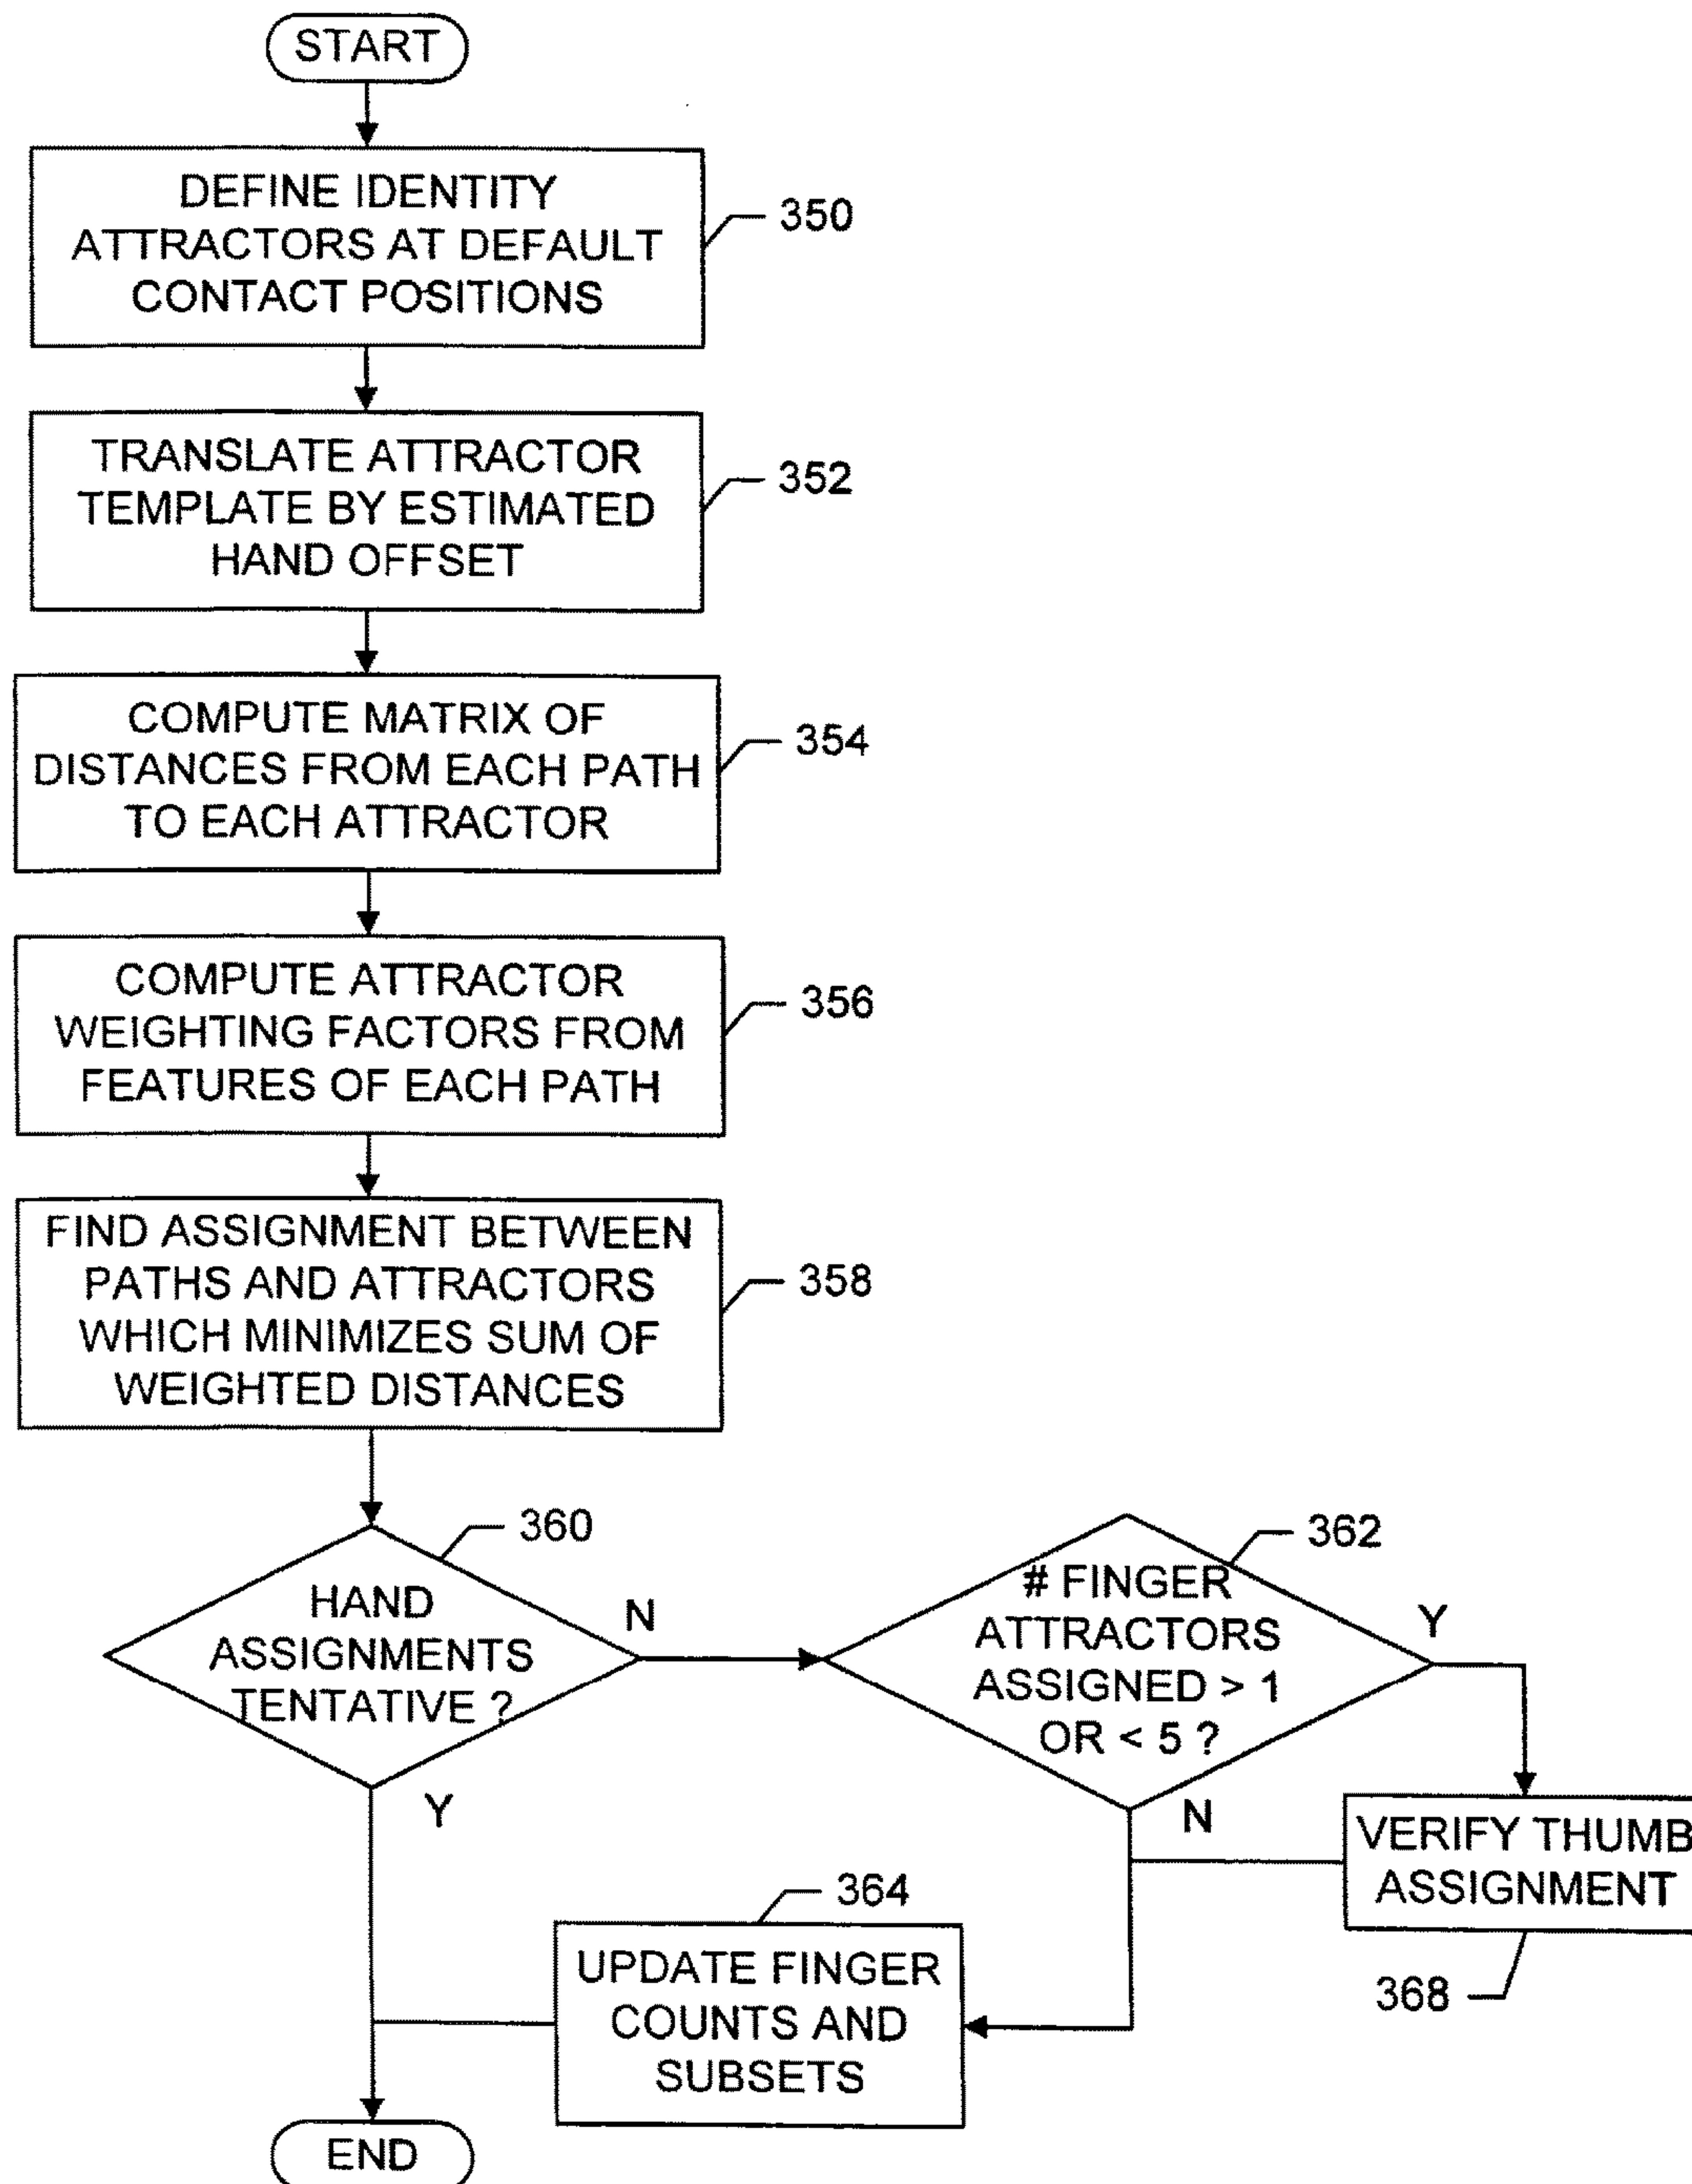 START
DEFINE IDENTITY
ATTRACTORS AT DEFAULT
CONTACT POSITIONS
350
TRANSLATE ATTRACTOR
TEMPLATE BY ESTIMATED
HAND OFFSET
352
COMPUTE MATRIX OF
DISTANCES FROM EACH PATH
TO EACH ATTRACTOR
354
COMPUTE ATTRACTOR
WEIGHTING FACTORS FROM
FEATURES OF EACH PATH
356
FIND ASSIGNMENT BETWEEN
PATHS AND ATTRACTORS
WHICH MINIMIZES SUM OF
WEIGHTED DISTANCES
358
360
HAND
ASSIGNMENTS
TENTATIVE ?
N
Y
362
# FINGER
ATTRACTORS
ASSIGNED > 1
OR < 5 ?
Y
N
VERIFY THUMB
ASSIGNMENT
368
364
UPDATE FINGER
COUNTS AND
SUBSETS
END